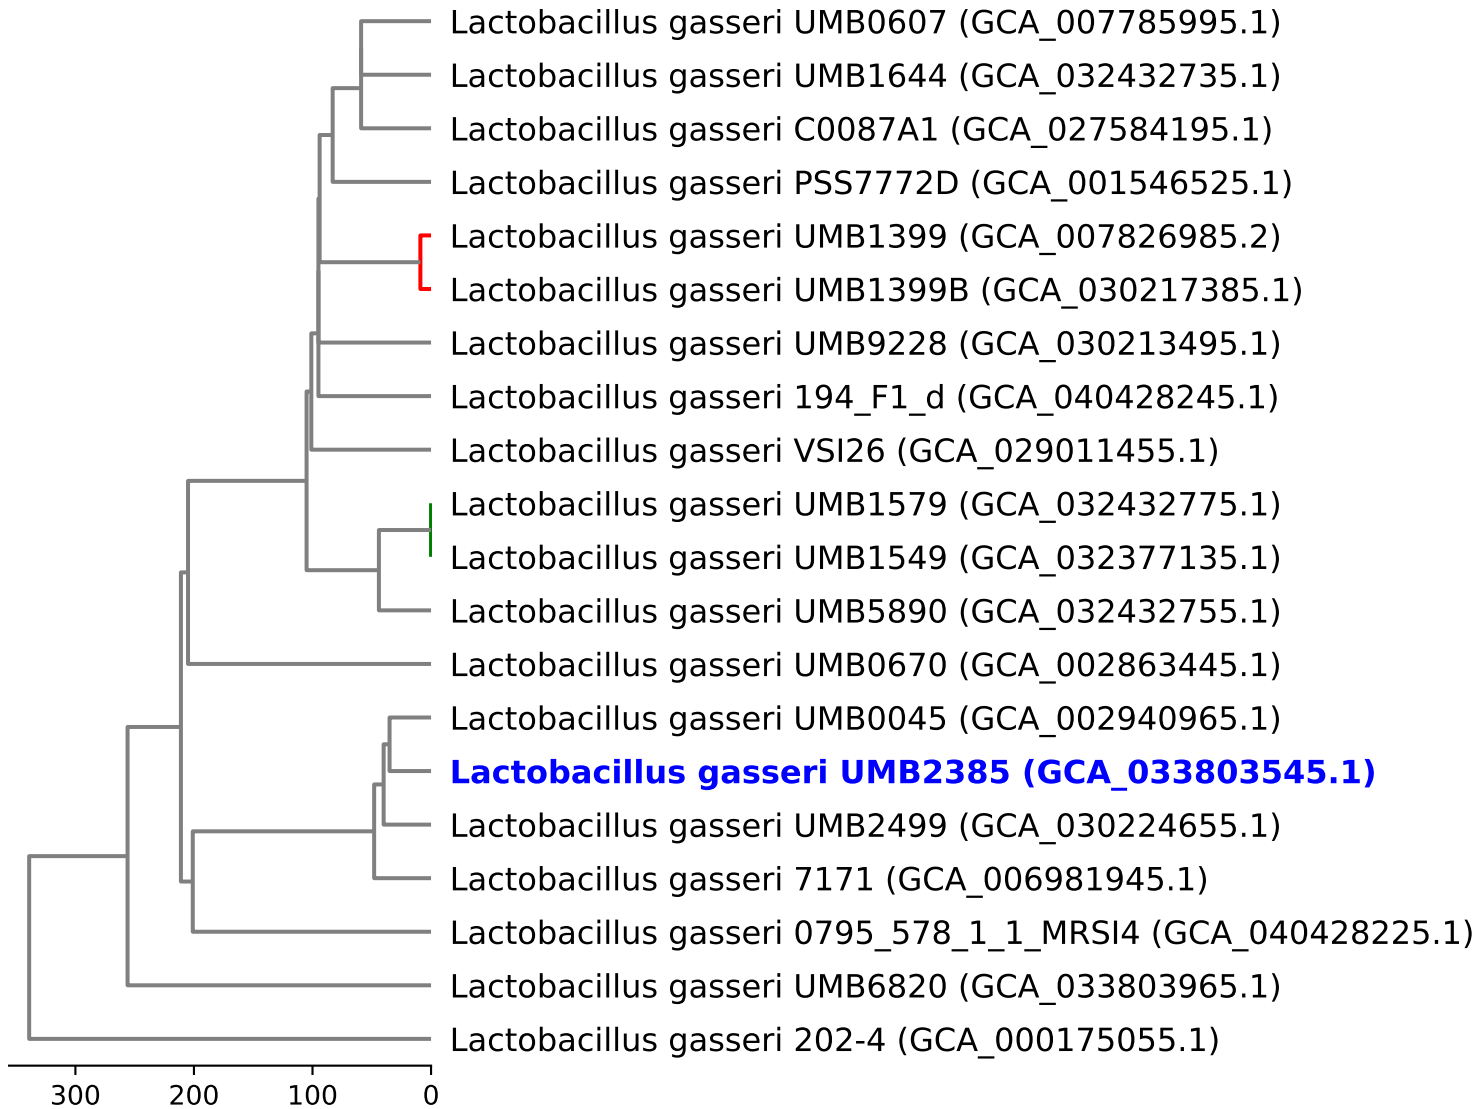 Lactobacillus gasseri UMB0607 (GCA_007785995.1)
Lactobacillus gasseri UMB1644 (GCA_032432735.1)
Lactobacillus gasseri C0087A1 (GCA_027584195.1)
Lactobacillus gasseri PSS7772D (GCA_001546525.1)
Lactobacillus gasseri UMB1399 (GCA_007826985.2)
Lactobacillus gasseri UMB1399B (GCA_030217385.1)
Lactobacillus gasseri UMB9228 (GCA_030213495.1)
Lactobacillus gasseri 194_F1_d (GCA_040428245.1)
Lactobacillus gasseri VSI26 (GCA_029011455.1)
Lactobacillus gasseri UMB1579 (GCA_032432775.1)
Lactobacillus gasseri UMB1549 (GCA_032377135.1)
Lactobacillus gasseri UMB5890 (GCA_032432755.1)
Lactobacillus gasseri UMB0670 (GCA_002863445.1)
Lactobacillus gasseri UMB0045 (GCA_002940965.1)
Lactobacillus gasseri UMB2385 (GCA_033803545.1)
Lactobacillus gasseri UMB2499 (GCA_030224655.1)
Lactobacillus gasseri 7171 (GCA_006981945.1)
Lactobacillus gasseri 0795_578_1_1_MRSI4 (GCA_040428225.1)
Lactobacillus gasseri UMB6820 (GCA_033803965.1)
Lactobacillus gasseri 202-4 (GCA_000175055.1)
300 200 100 0